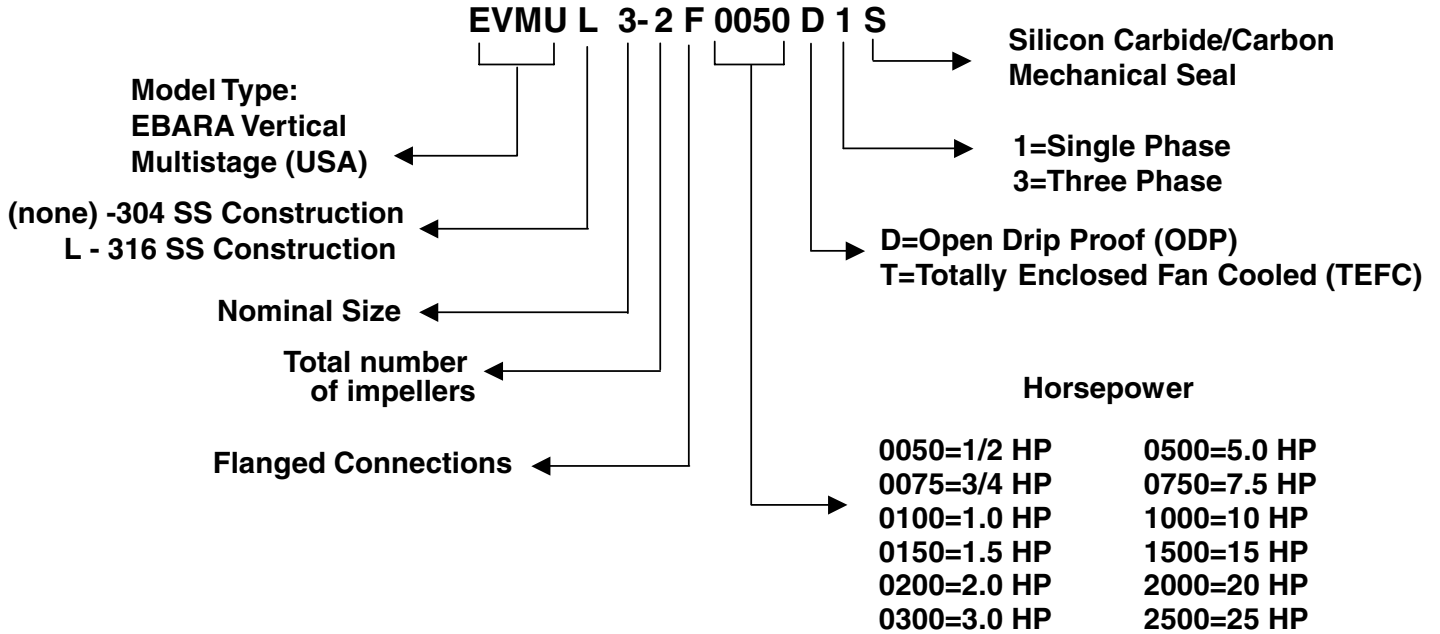 EVMU L 3- 2 F 0050 D 1 S
Silicon Carbide/Carbon
Mechanical Seal
Model Type:
EBARA Vertical
Multistage (USA)
1=Single Phase
3=Three Phase
(none) -304 SS Construction
L - 316 SS Construction
D=Open Drip Proof (ODP)
T=Totally Enclosed Fan Cooled (TEFC)
Nominal Size
Total number
of impellers
Flanged Connections
Horsepower
0050=1/2 HP
0075=3/4 HP
0100=1.0 HP
0150=1.5 HP
0200=2.0 HP
0300=3.0 HP
0500=5.0 HP
0750=7.5 HP
1000=10 HP
1500=15 HP
2000=20 HP
2500=25 HP